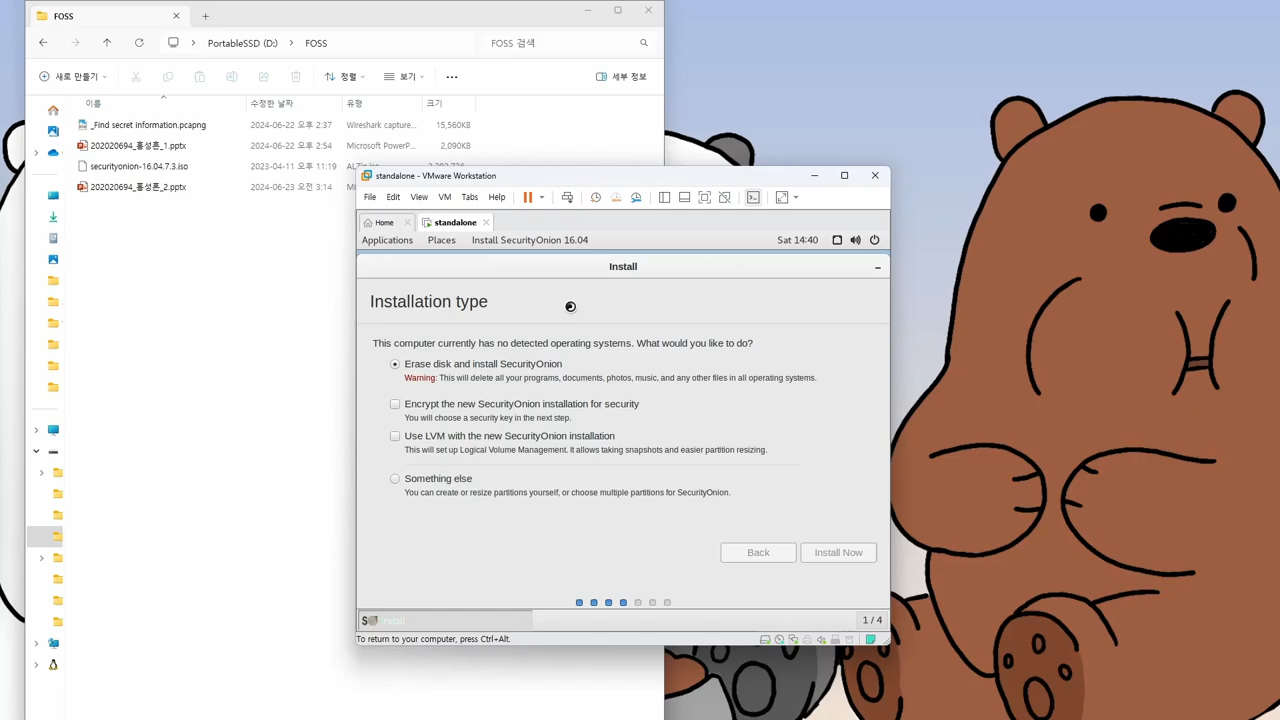 FOSS
PortableSSD (D:) > FOSS
FOSS 검색
새로 만들기
정렬
보기
세부 정보
이름
수정한 날짜
유형
크기
_Find secret information.pcapng
2024-06-22 오후 2:37
Wireshark capture...
15,560KB
202020694_홍성훈_1.pptx
2024-06-22 오후 2:54
Microsoft PowerP...
2,090KB
securityonion-16.04.7.3.iso
2023-04-11 오후 11:19
202020694_홍성훈_2.pptx
2024-06-23 오전 3:14
standalone - VMware Workstation
File Edit View VM Tabs Help
Home
standalone
Applications Places Install SecurityOnion 16.04 Sat 14:40
Install
Installation type
This computer currently has no detected operating systems. What would you like to do?
Erase disk and install SecurityOnion
Warning: This will delete all your programs, documents, photos, music, and any other files in all operating systems.
Encrypt the new SecurityOnion installation for security
You will choose a security key in the next step.
Use LVM with the new SecurityOnion installation
This will set up Logical Volume Management. It allows taking snapshots and easier partition resizing.
Something else
You can create or resize partitions yourself, or choose multiple partitions for SecurityOnion.
Back
Install Now
Install
1 / 4
To return to your computer, press Ctrl+Alt.